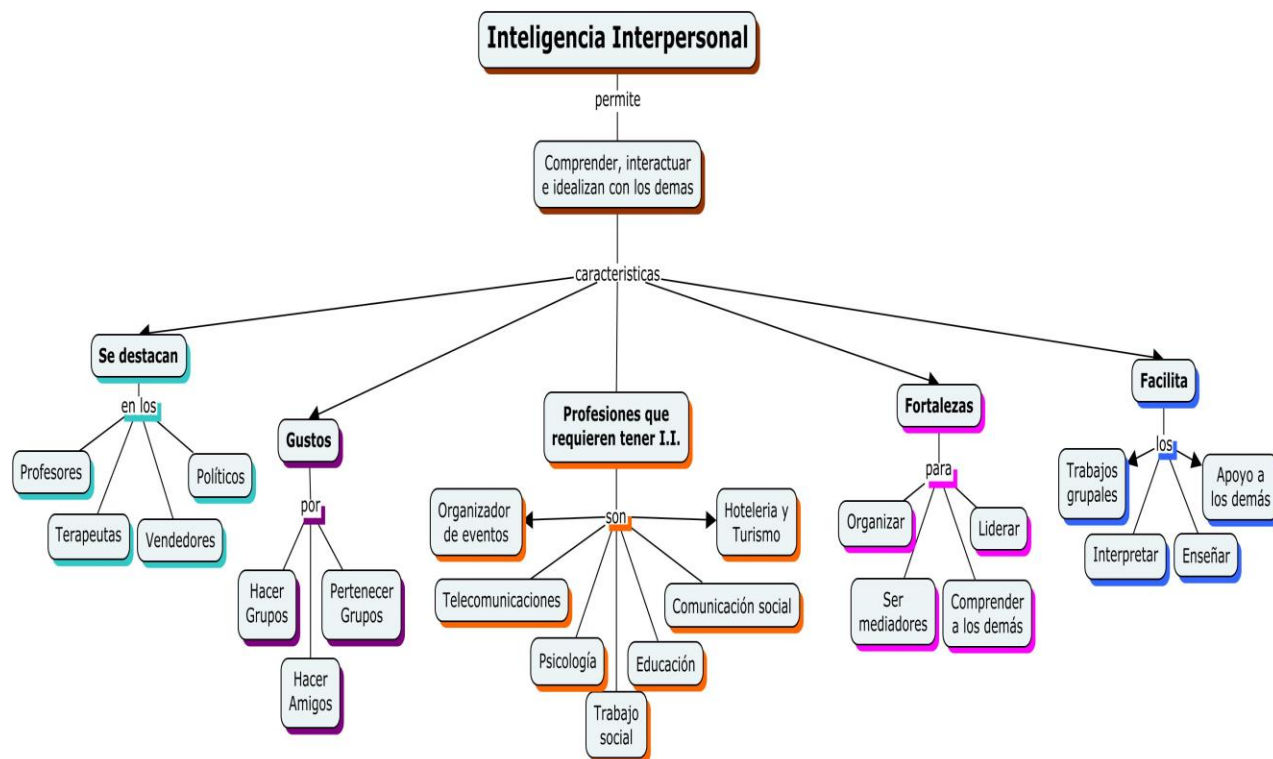 Inteligencia Interpersonal
permite
Comprender, interactuar
e idealizan con los demas
caracteristicas
Se destacan
en los
Profesores
Terapeutas
Vendedores
Políticos
Gustos
por
Hacer
Grupos
Hacer
Amigos
Pertenecer
Grupos
Profesiones que
requieren tener I.I.
son
Organizador
de eventos
Telecomunicaciones
Psicología
Trabajo
social
Educación
Comunicación social
Hoteleria y
Turismo
Fortalezas
para
Organizar
Ser
mediadores
Comprender
a los demás
Liderar
Facilita
los
Trabajos
grupales
Interpretar
Enseñar
Apoyo a
los demás